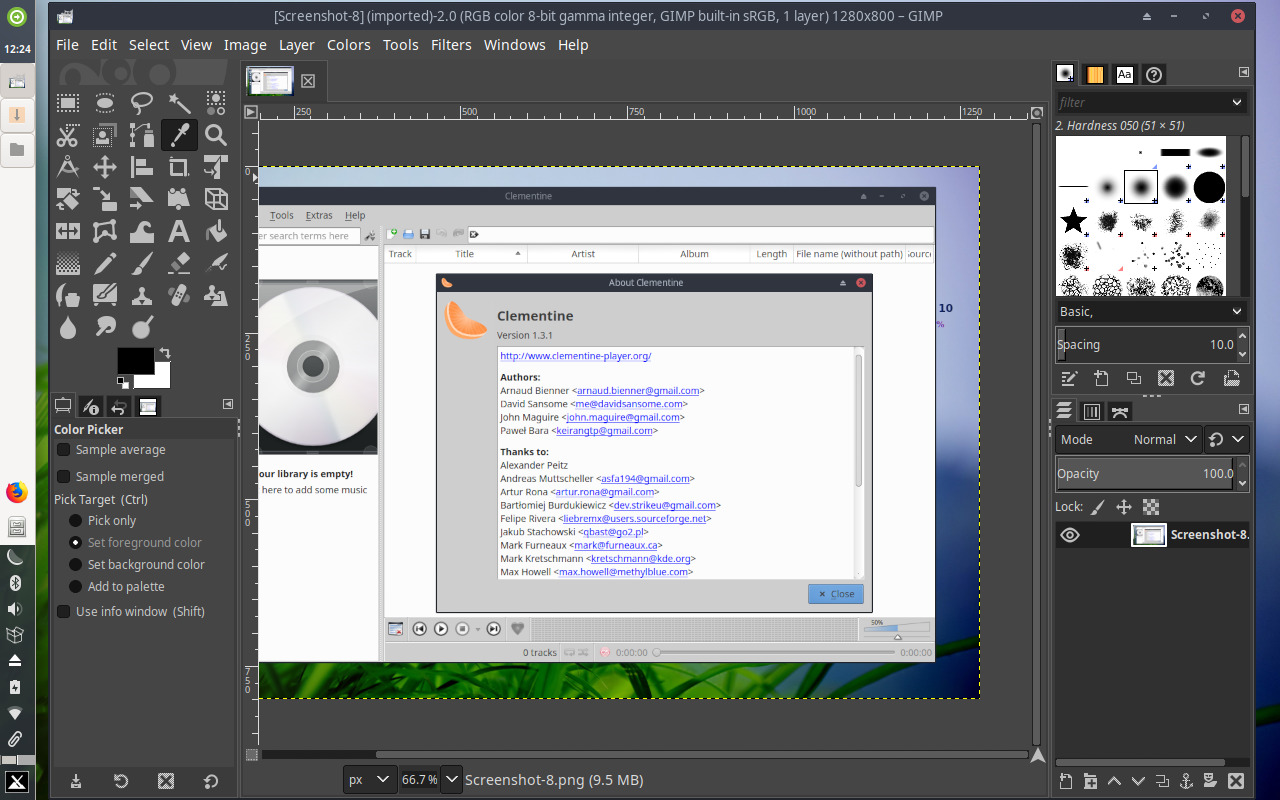 [Screenshot-8] (imported)-2.0 (RGB color 8-bit gamma integer, GIMP built-in sRGB, 1 layer) 1280x800 – GIMP
12:24
File Edit Select View Image Layer Colors Tools Filters Windows Help
250 500 750 1000 1250
0
250
500
750
Color Picker
Sample average
Sample merged
Pick Target (Ctrl)
Pick only
Set foreground color
Set background color
Add to palette
Use info window (Shift)
Clementine
Tools Extras Help
er search terms here
Track Title Artist Album Length File name (without path) Sourc
10
%
our library is empty!
here to add some music
About Clementine
Clementine
Version 1.3.1
http://www.clementine-player.org/
Authors:
Arnaud Bienner <arnaud.bienner@gmail.com>
David Sansome <me@davidsansome.com>
John Maguire <john.maguire@gmail.com>
Paweł Bara <keirangtp@gmail.com>
Thanks to:
Alexander Peitz
Andreas Muttscheller <asfa194@gmail.com>
Artur Rona <artur.rona@gmail.com>
Bartłomiej Burdukiewicz <dev.strikeu@gmail.com>
Felipe Rivera <liebremx@users.sourceforge.net>
Jakub Stachowski <qbast@go2.pl>
Mark Furneaux <mark@furneaux.ca>
Mark Kretschmann <kretschmann@kde.org>
Max Howell <max.howell@methylblue.com>
Close
50%
0 tracks 0:00:00 0:00:00
px 66.7 % Screenshot-8.png (9.5 MB)
Aa
filter
2. Hardness 050 (51 × 51)
Basic,
Spacing 10.0
Mode Normal
Opacity 100.0
Lock:
Screenshot-8.